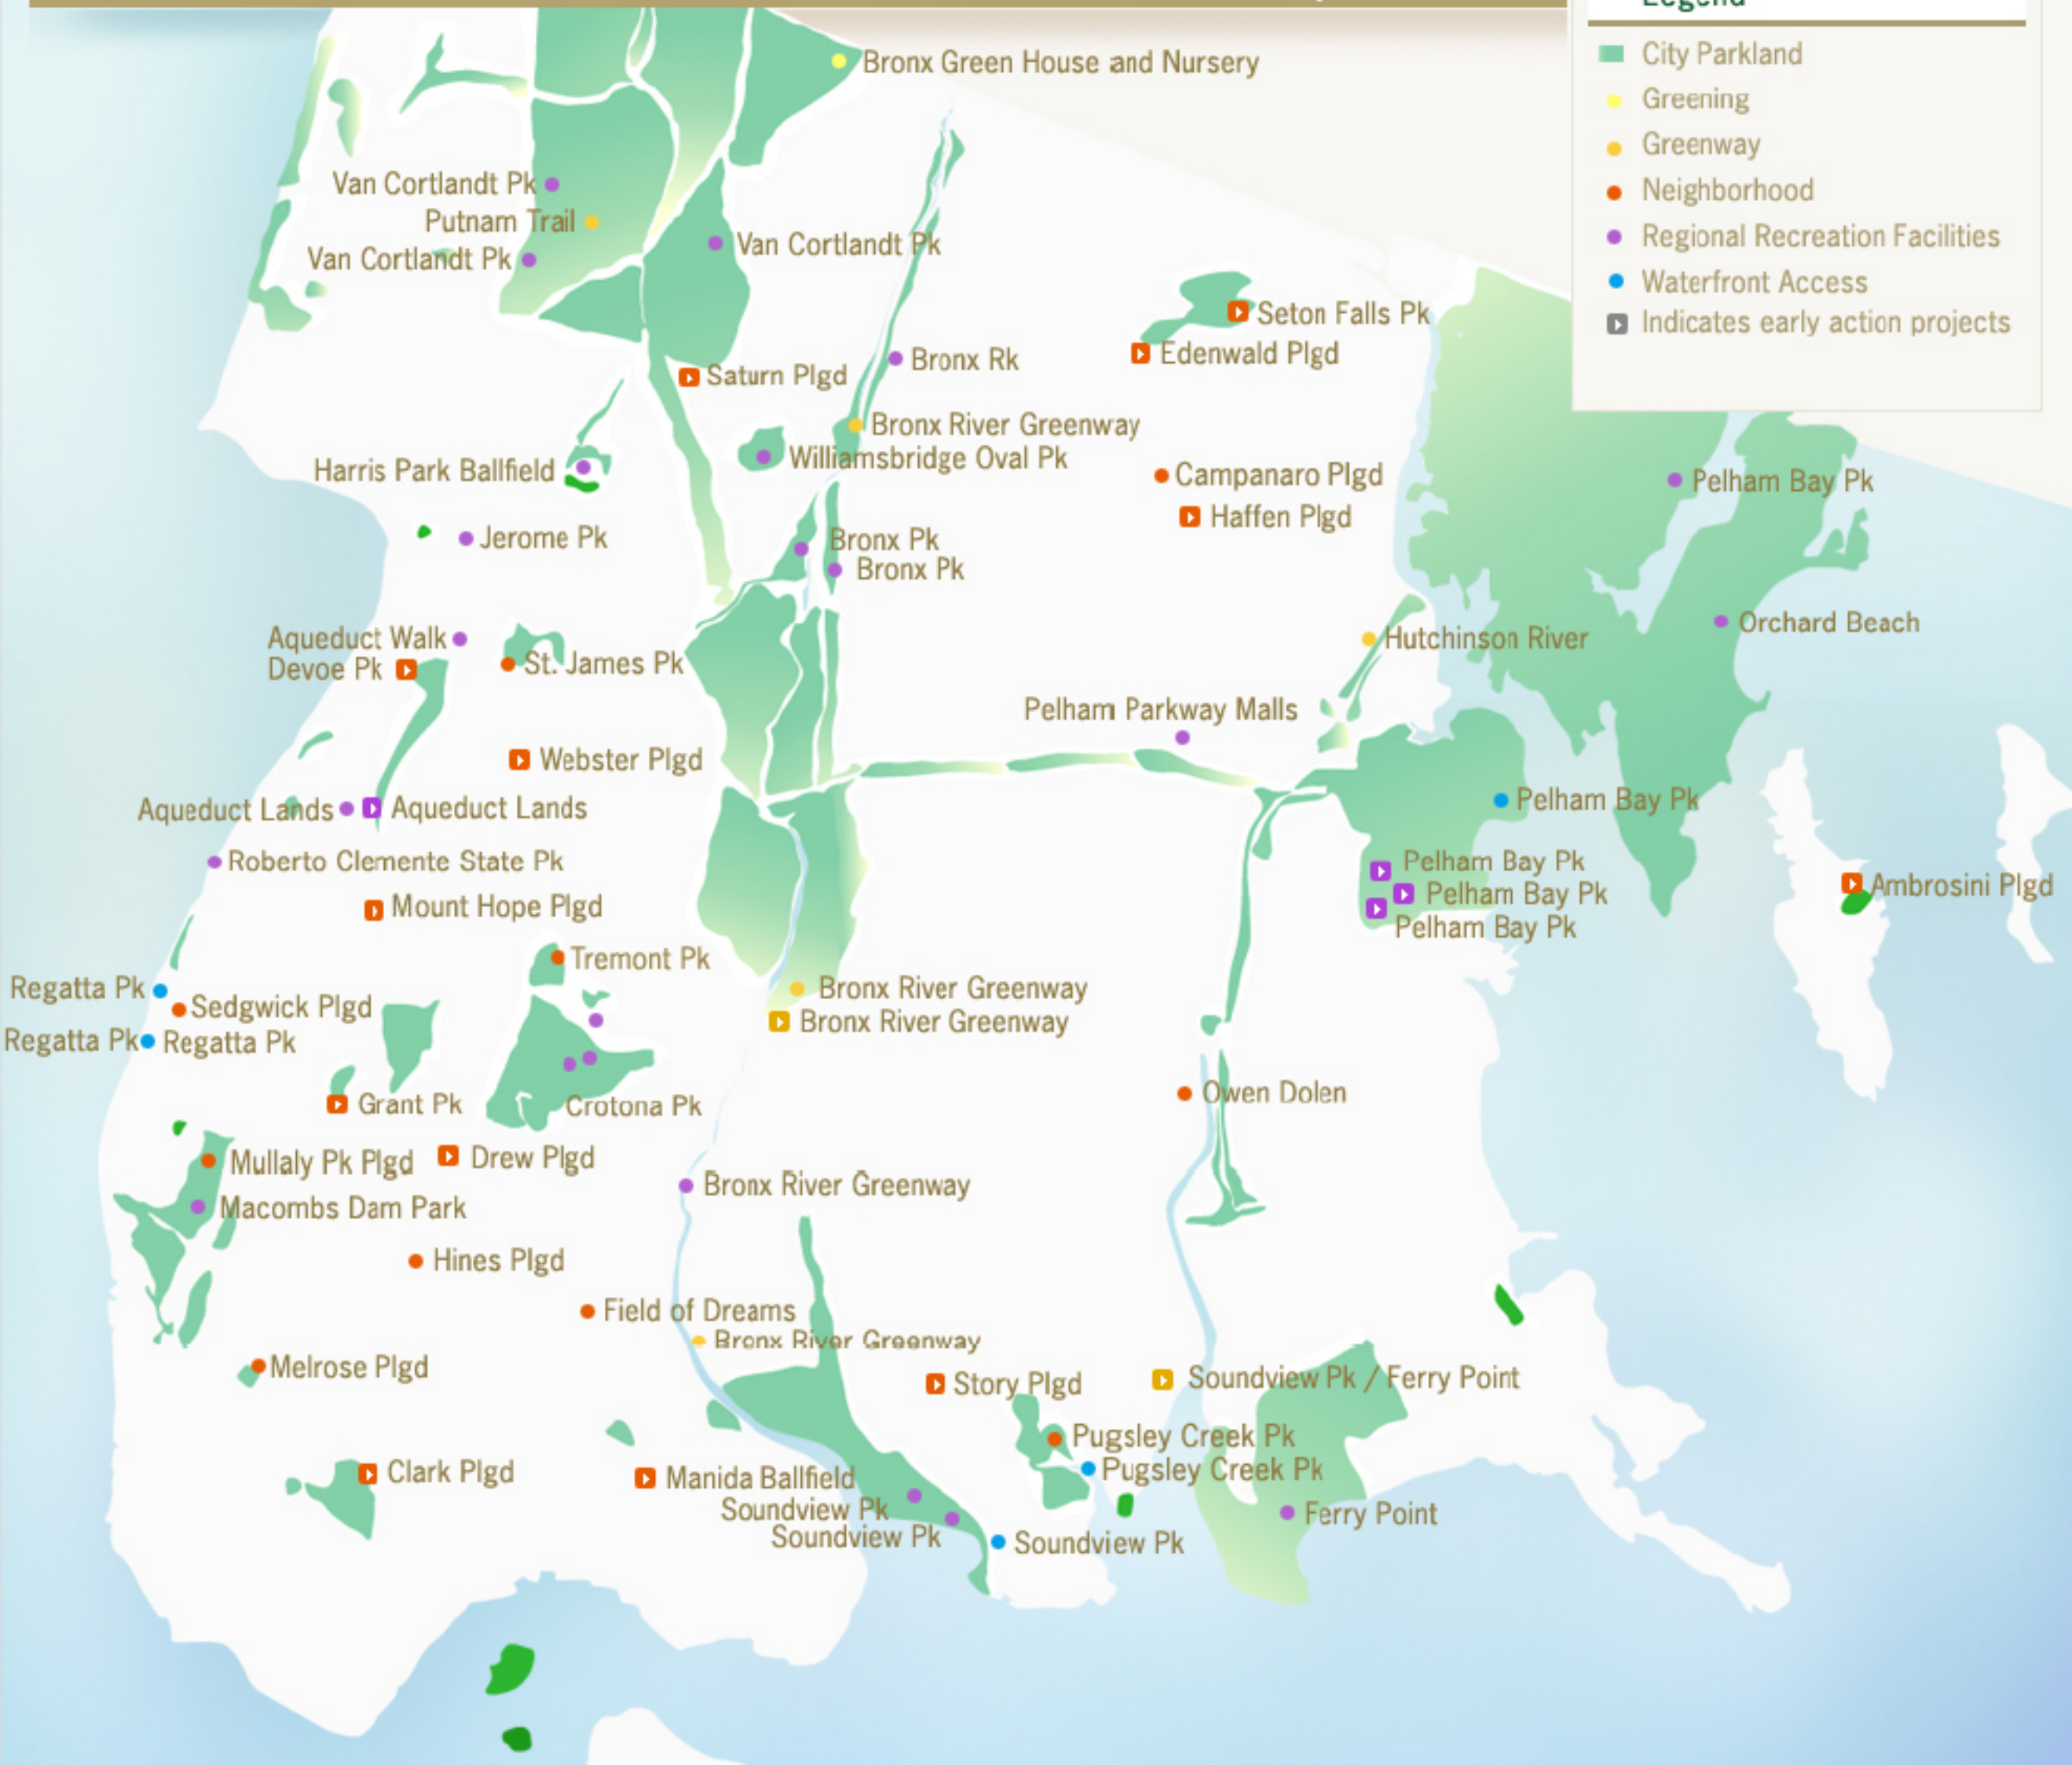 Legend
City Parkland
Greening
Greenway
Neighborhood
Regional Recreation Facilities
Waterfront Access
Indicates early action projects
Bronx Green House and Nursery
Van Cortlandt Pk
Putnam Trail
Van Cortlandt Pk
Van Cortlandt Pk
Seton Falls Pk
Edenwald Plgd
Bronx Rk
Saturn Plgd
Bronx River Greenway
Williamsbridge Oval Pk
Harris Park Ballfield
Campanaro Plgd
Pelham Bay Pk
Haffen Plgd
Jerome Pk
Bronx Pk
Bronx Pk
Orchard Beach
Aqueduct Walk
Hutchinson River
Devoe Pk
St. James Pk
Pelham Parkway Malls
Webster Plgd
Pelham Bay Pk
Aqueduct Lands
Aqueduct Lands
Roberto Clemente State Pk
Pelham Bay Pk
Pelham Bay Pk
Pelham Bay Pk
Ambrosini Plgd
Mount Hope Plgd
Tremont Pk
Regatta Pk
Bronx River Greenway
Sedgwick Plgd
Bronx River Greenway
Regatta Pk
Regatta Pk
Owen Dolen
Grant Pk
Crotona Pk
Mullaly Pk Plgd
Drew Plgd
Bronx River Greenway
Macombs Dam Park
Hines Plgd
Field of Dreams
Bronx River Greenway
Melrose Plgd
Story Plgd
Soundview Pk / Ferry Point
Pugsley Creek Pk
Pugsley Creek Pk
Clark Plgd
Manida Ballfield
Soundview Pk
Soundview Pk
Soundview Pk
Ferry Point